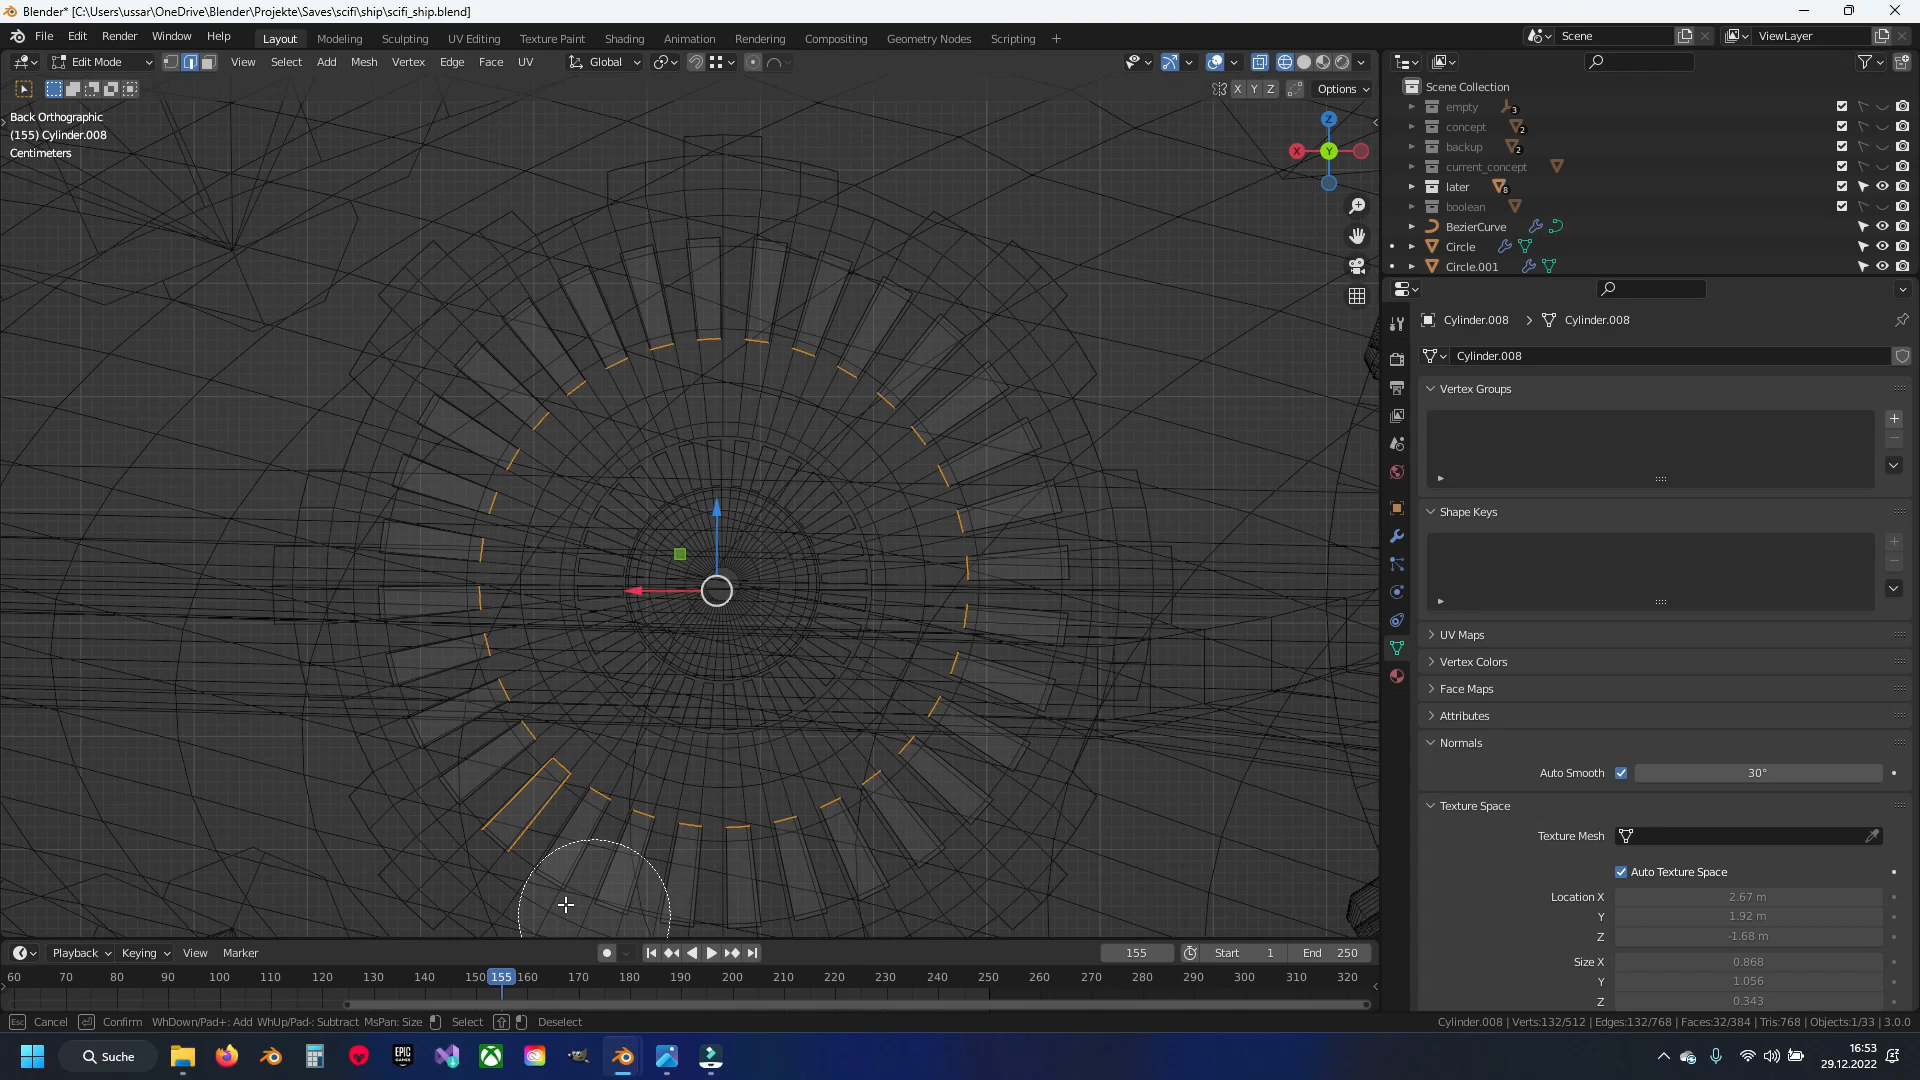 Blender* [C:\Users\ussar\OneDrive\Blender\Projekte\Saves\scifi\ship\scifi_ship.blend]
File Edit Render Window Help Layout Modeling Sculpting UV Editing Texture Paint Shading Animation Rendering Compositing Geometry Nodes Scripting + Scene ViewLayer
Edit Mode View Select Add Mesh Vertex Edge Face UV Global
X Y Z Options
Back Orthographic
(155) Cylinder.008
Centimeters
Z
X Y
Scene Collection
empty 3
concept 2
backup 2
current_concept
later 8
boolean
BezierCurve
Circle
Circle.001
Cylinder.008 > Cylinder.008
Cylinder.008
Vertex Groups
Shape Keys
UV Maps
Vertex Colors
Face Maps
Attributes
Normals
Auto Smooth 30°
Texture Space
Texture Mesh
Auto Texture Space
Location X 2.67 m
Y 1.92 m
Z -1.68 m
Size X 0.868
Y 1.056
Z 0.343
Playback Keying View Marker 155 Start 1 End 250
60 70 80 90 100 110 120 130 140 150 155 160 170 180 190 200 210 220 230 240 250 260 270 280 290 300 310 320
Esc Cancel Confirm WhDown/Pad+: Add WhUp/Pad-: Subtract MsPan: Size Select Deselect Cylinder.008 | Verts:132/512 | Edges:132/768 | Faces:32/384 | Tris:768 | Objects:1/33 | 3.0.0
Suche EPIC GAMES 16:53
29.12.2022